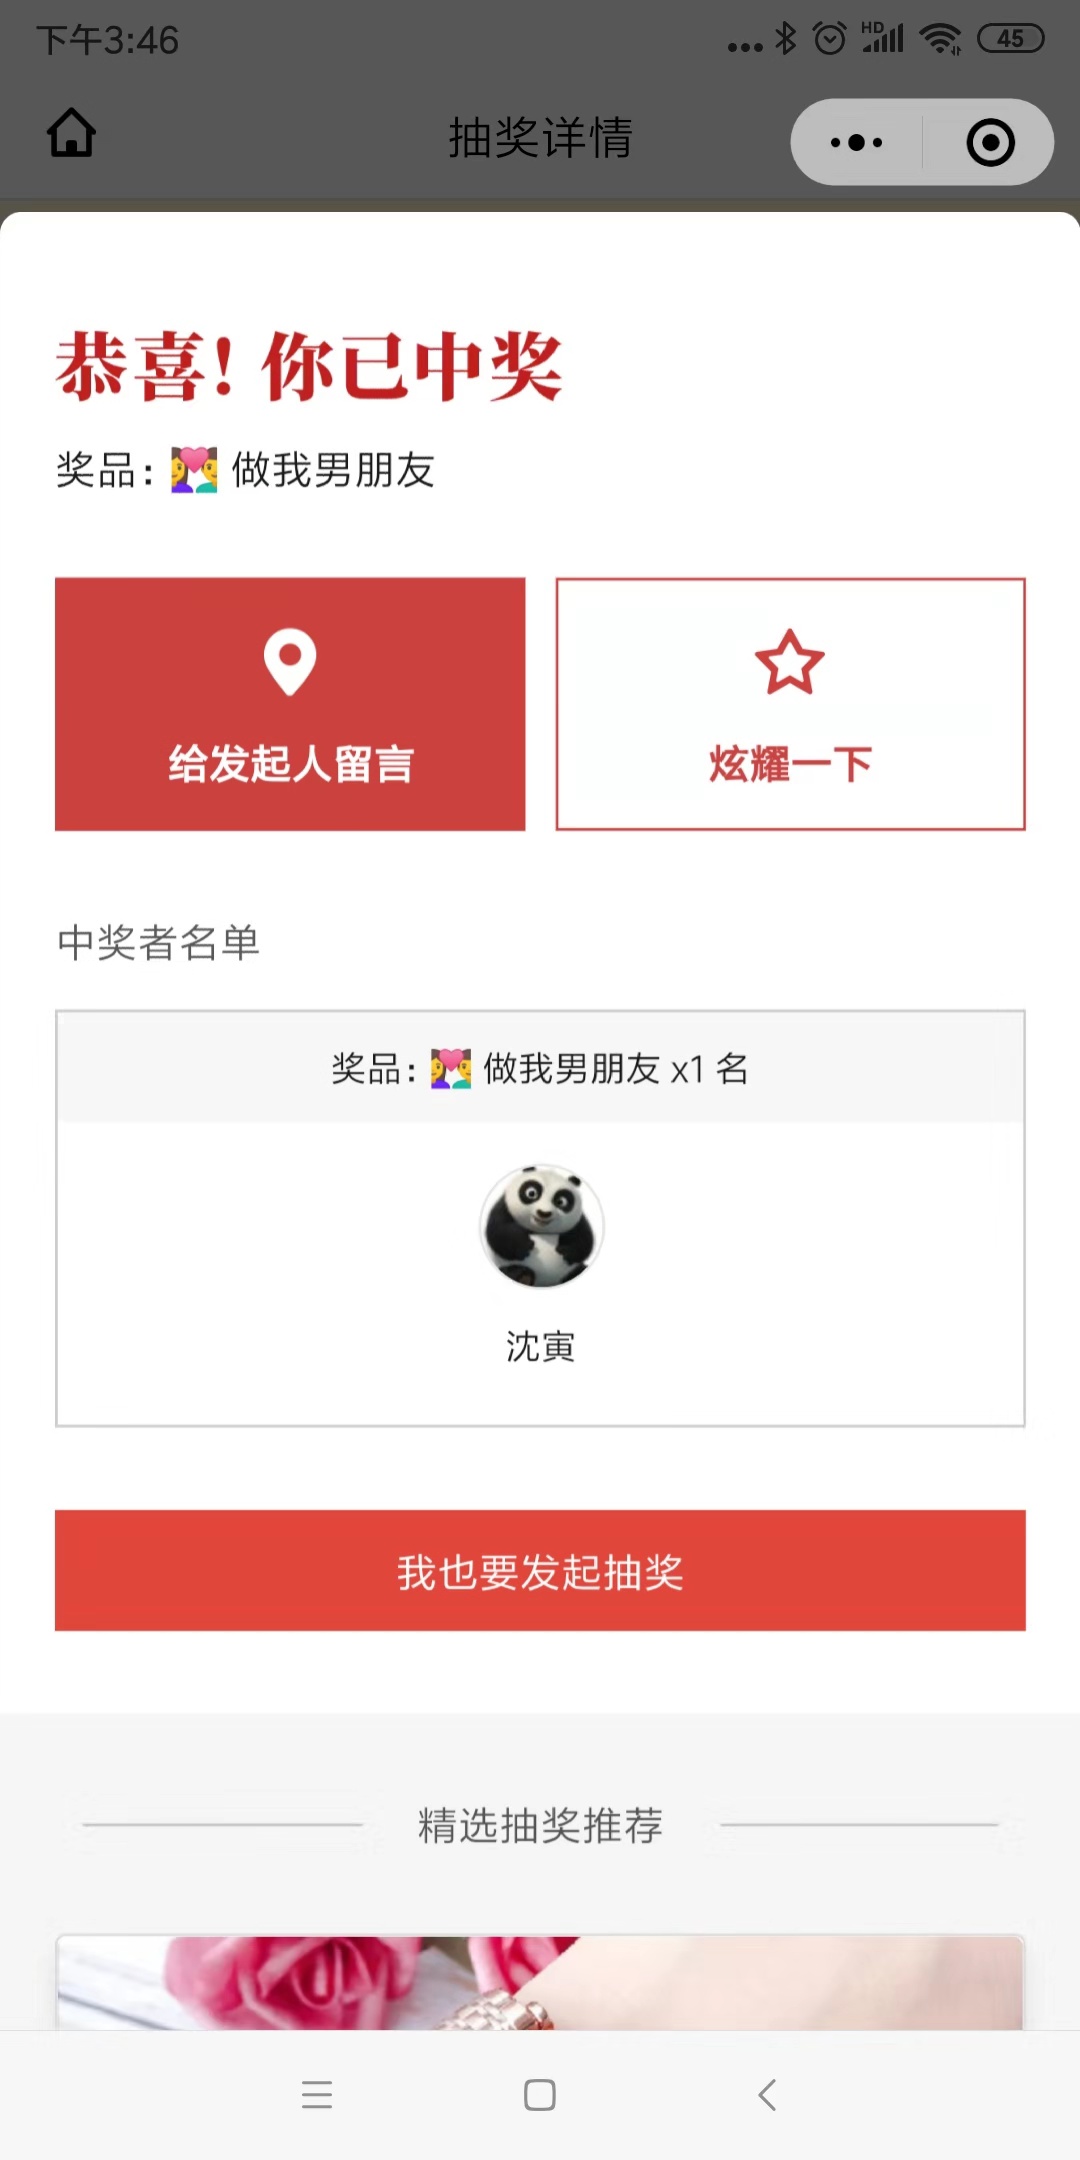 下午3:46
HD
45
抽奖详情
恭喜! 你已中奖
奖品: 👩‍❤️‍👨 做我男朋友
给发起人留言
炫耀一下
中奖者名单
奖品: 👩‍❤️‍👨 做我男朋友 x1 名
沈寅
我也要发起抽奖
精选抽奖推荐